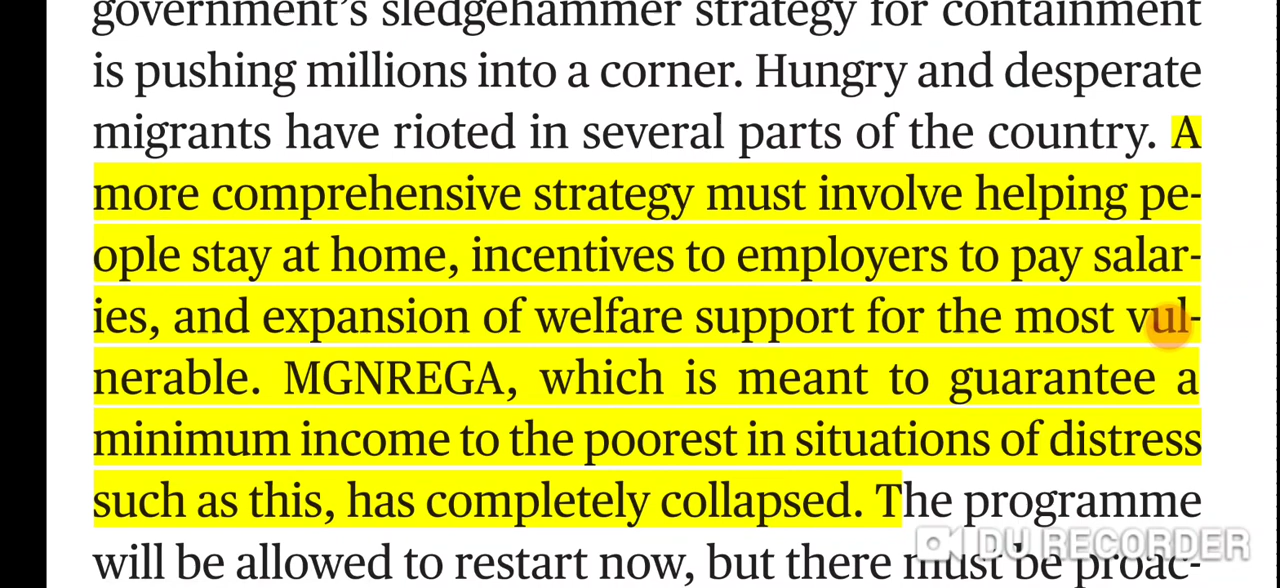 government's sledgehammer strategy for containment
is pushing millions into a corner. Hungry and desperate
migrants have rioted in several parts of the country. A
more comprehensive strategy must involve helping pe-
ople stay at home, incentives to employers to pay salar-
ies, and expansion of welfare support for the most vul-
nerable. MGNREGA, which is meant to guarantee a
minimum income to the poorest in situations of distress
such as this, has completely collapsed. The programme
will be allowed to restart now, but there must be proac-
DU RECORDER